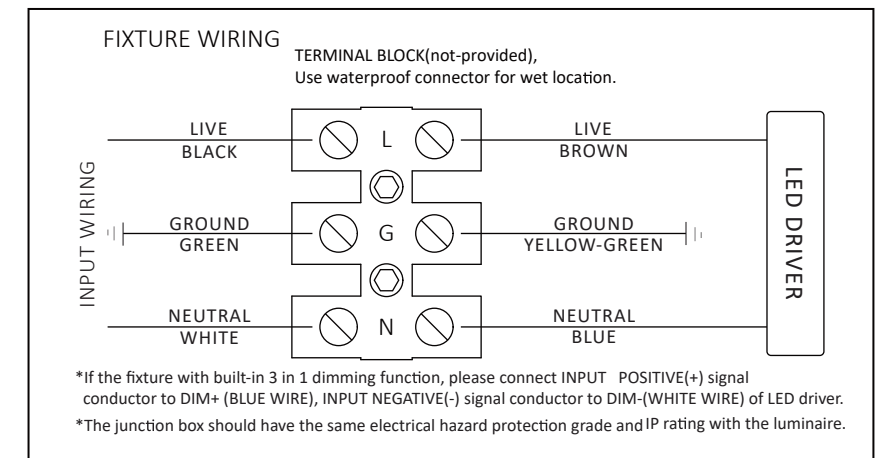 FIXTURE WIRING
TERMINAL BLOCK(not-provided),
Use waterproof connector for wet location.
INPUT WIRING
LIVE
BLACK
L
LIVE
BROWN
GROUND
GREEN
G
GROUND
YELLOW-GREEN
NEUTRAL
WHITE
N
NEUTRAL
BLUE
LED DRIVER
*If the fixture with built-in 3 in 1 dimming function, please connect INPUT POSITIVE(+) signal
conductor to DIM+ (BLUE WIRE), INPUT NEGATIVE(-) signal conductor to DIM-(WHITE WIRE) of LED driver.
*The junction box should have the same electrical hazard protection grade and IP rating with the luminaire.